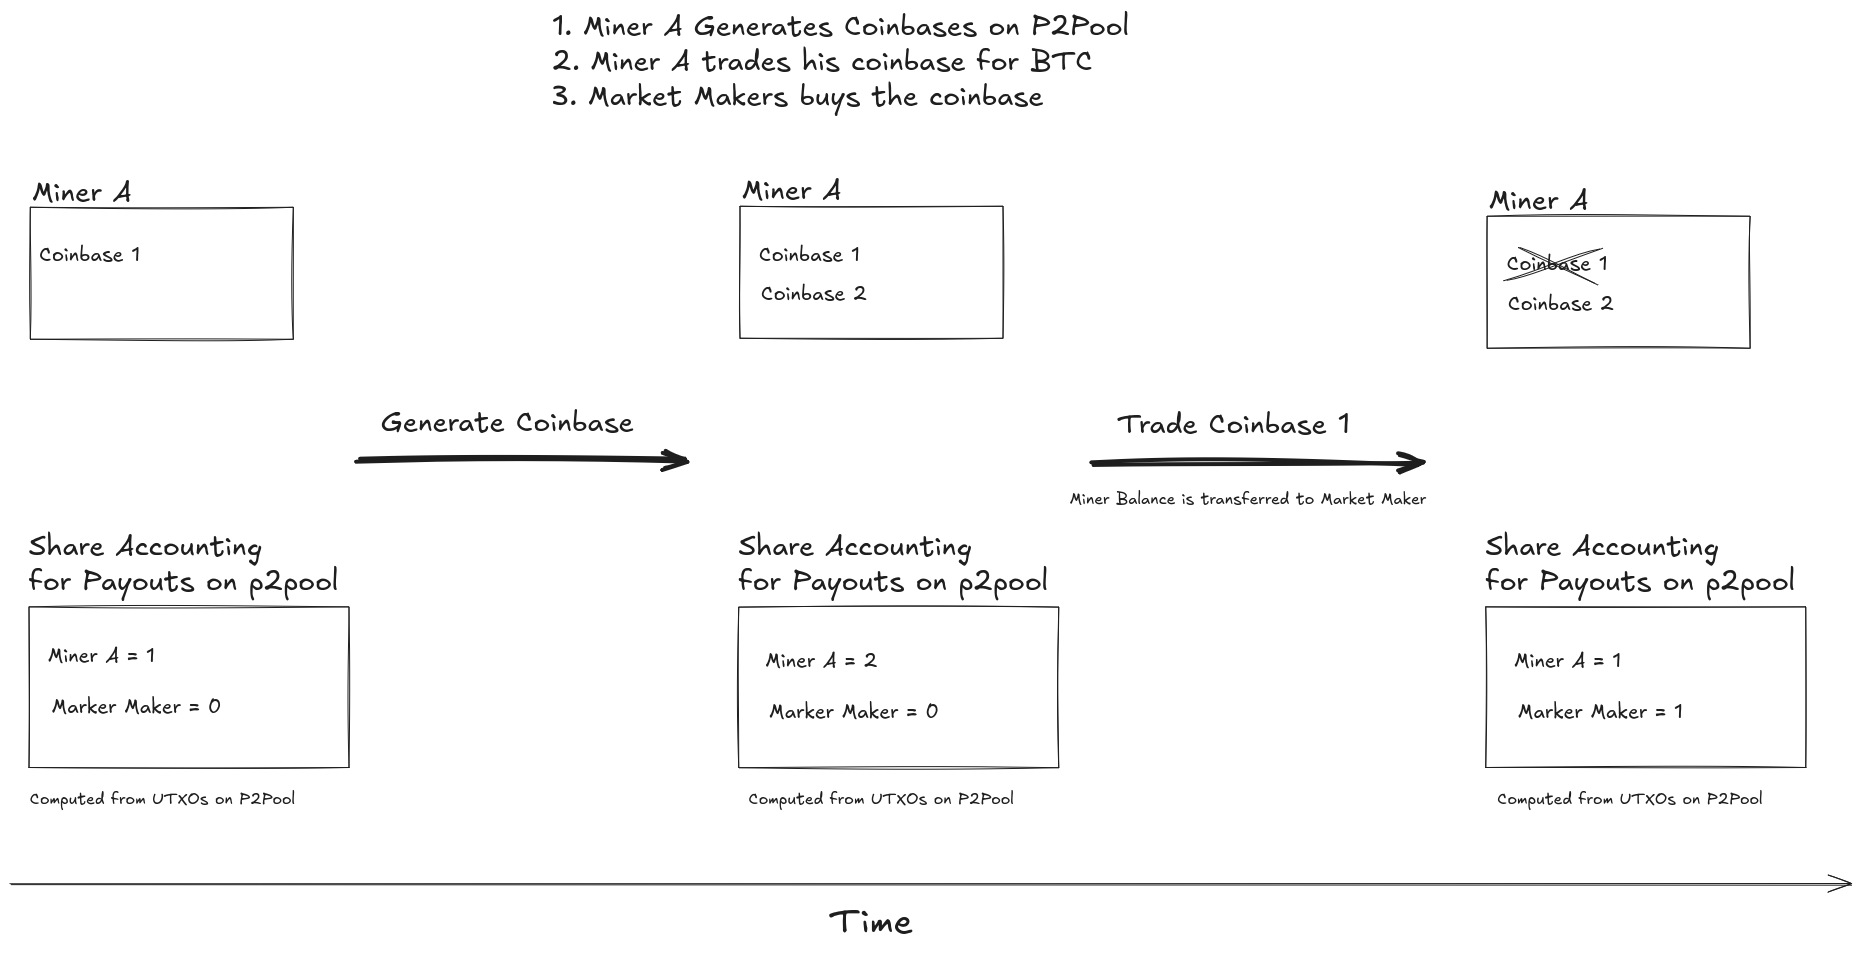 1. Miner A Generates Coinbases on P2Pool
2. Miner A trades his coinbase for BTC
3. Market Makers buys the coinbase
Miner A
Coinbase 1
Miner A
Coinbase 1
Coinbase 2
Miner A
Coinbase 1
Coinbase 2
Generate Coinbase
Trade Coinbase 1
Miner Balance is transferred to Market Maker
Share Accounting
for Payouts on p2pool
Miner A = 1
Marker Maker = 0
Computed from UTXOs on P2Pool
Share Accounting
for Payouts on p2pool
Miner A = 2
Marker Maker = 0
Computed from UTXOs on P2Pool
Share Accounting
for Payouts on p2pool
Miner A = 1
Marker Maker = 1
Computed from UTXOs on P2Pool
Time